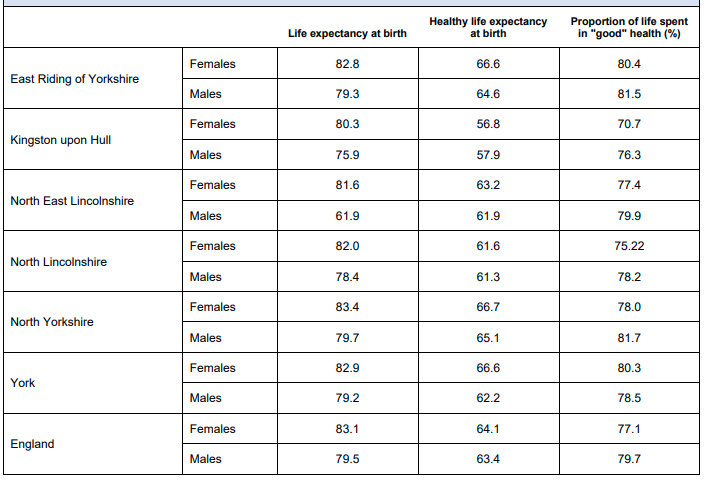 Life expectancy at birth
Healthy life expectancy
at birth
Proportion of life spent
in "good" health (%)
East Riding of Yorkshire
Females 82.8 66.6 80.4
Males 79.3 64.6 81.5
Kingston upon Hull
Females 80.3 56.8 70.7
Males 75.9 57.9 76.3
North East Lincolnshire
Females 81.6 63.2 77.4
Males 61.9 61.9 79.9
North Lincolnshire
Females 82.0 61.6 75.22
Males 78.4 61.3 78.2
North Yorkshire
Females 83.4 66.7 78.0
Males 79.7 65.1 81.7
York
Females 82.9 66.6 80.3
Males 79.2 62.2 78.5
England
Females 83.1 64.1 77.1
Males 79.5 63.4 79.7